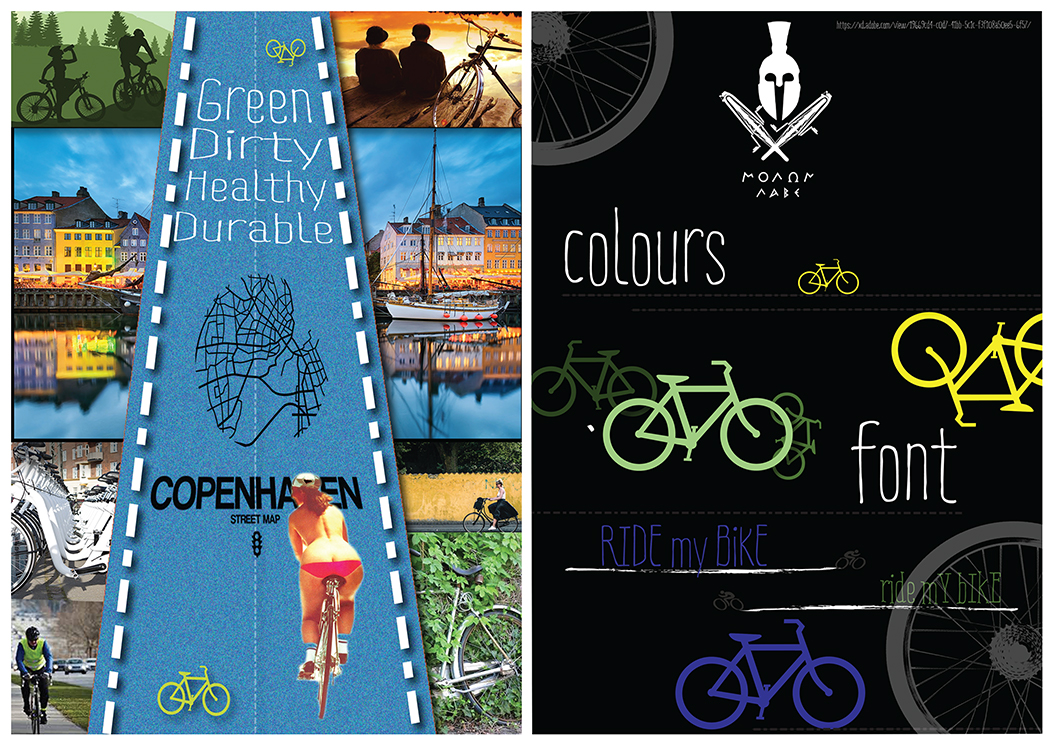 Green
Dirty
Healthy
Durable
COPENHAGEN
STREET MAP
ΜΟΛΩΝ
ΛΑΒΕ
colours
font
RIDE my BiKE
ride mY bIKE